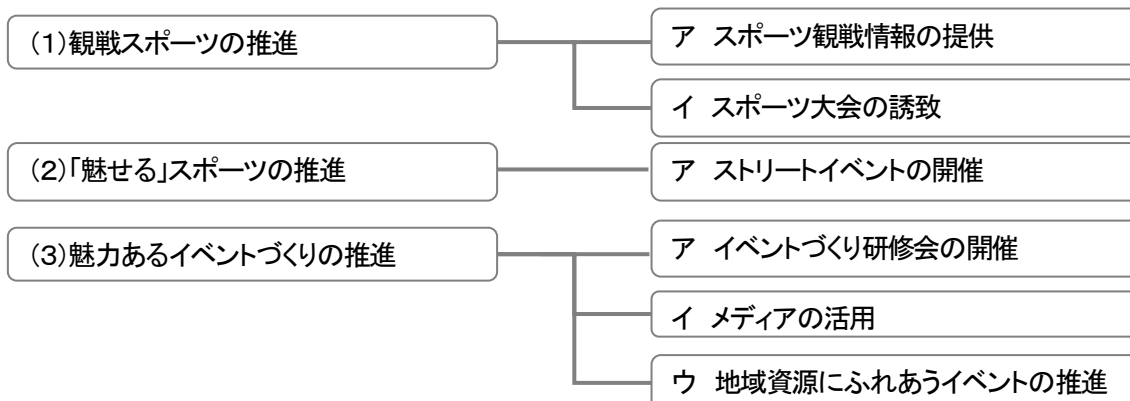 (1)観戦スポーツの推進
ア スポーツ観戦情報の提供
イ スポーツ大会の誘致
(2)「魅せる」スポーツの推進
ア ストリートイベントの開催
(3)魅力あるイベントづくりの推進
ア イベントづくり研修会の開催
イ メディアの活用
ウ 地域資源にふれあうイベントの推進